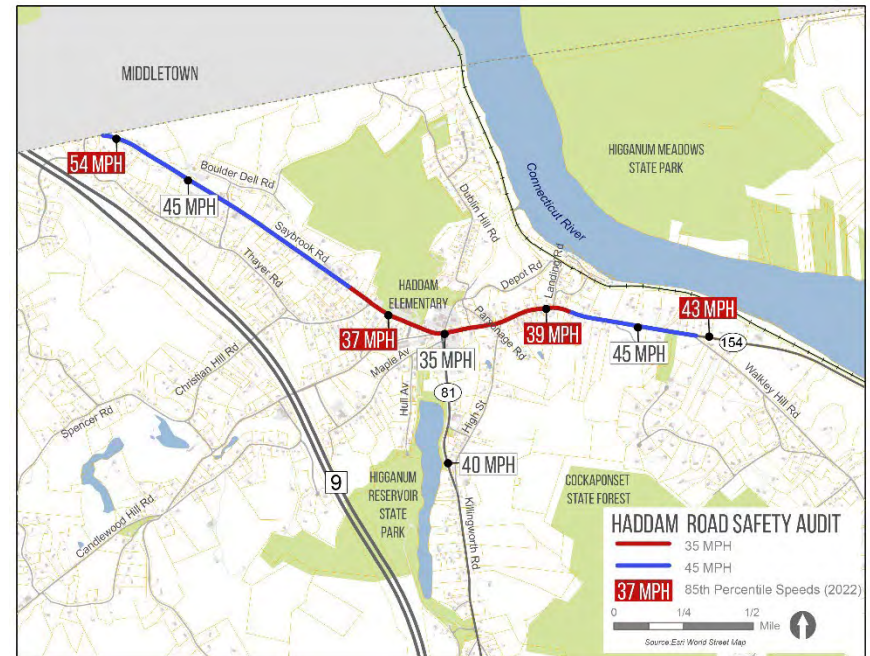 MIDDLETOWN
HIGGANUM MEADOWS
STATE PARK
Connecticut River
54 MPH
Boulder Dell Rd
45 MPH
Saybrook Rd
Dublin Hill Rd
Thayer Rd
Depot Rd
Landing Rd
HADDAM
ELEMENTARY
Parsonage Rd
43 MPH
37 MPH
39 MPH
45 MPH
154
35 MPH
Maple Av
Christian Hill Rd
Walkley Hill Rd
81
Hull Av
High St
Spencer Rd
40 MPH
9
HIGGANUM
RESERVOIR
STATE
PARK
COCKAPONSET
STATE FOREST
Killingworth Rd
Candlewood Hill Rd
HADDAM ROAD SAFETY AUDIT
35 MPH
45 MPH
37 MPH 85th Percentile Speeds (2022)
0 1/4 1/2
Mile
Source: Esri World Street Map